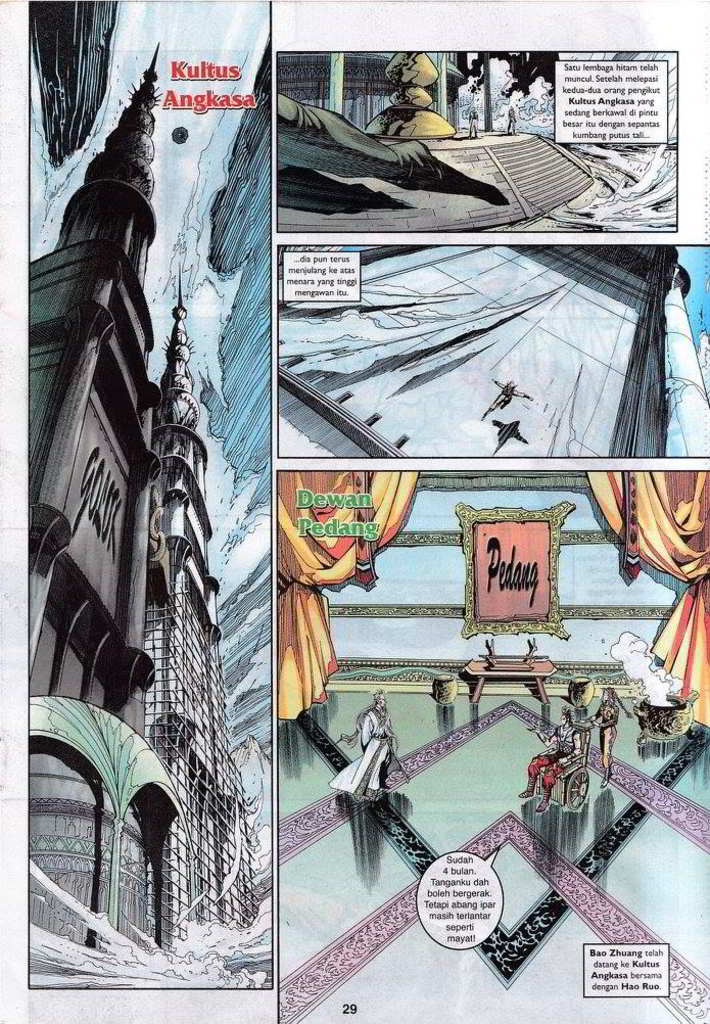 Kultus
Angkasa
Satu lembaga hitam telah
muncul. Setelah melepasi
kedua-dua orang pengikut
Kultus Angkasa yang
sedang berkawal di pintu
besar itu dengan sepantas
kumbang putus tali...
...dia pun terus
menjulang ke atas
menara yang tinggi
mengawan itu.
Dewan
Pedang
Pedang
Sudah
4 bulan.
Tanganku dah
boleh bergerak.
Tetapi abang ipar
masih terlantar
seperti
mayat!
Bao Zhuang telah
datang ke Kultus
Angkasa bersama
dengan Hao Ruo.
29